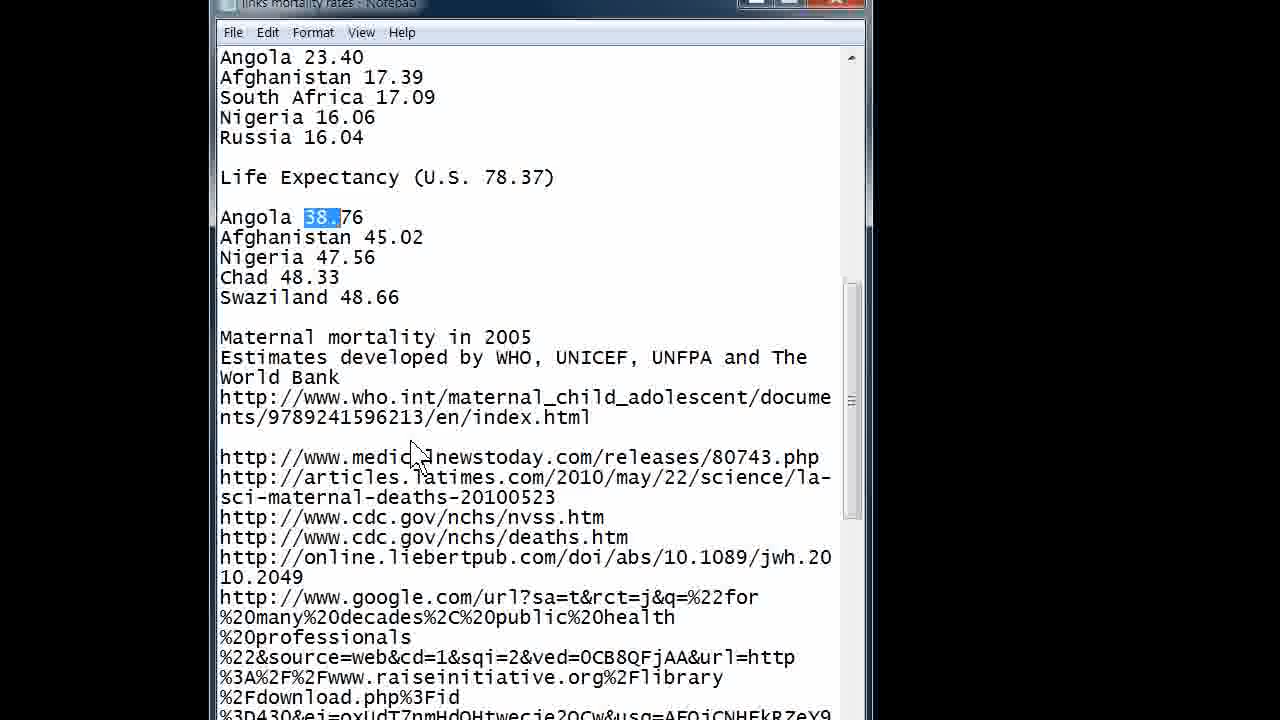 links mortality rates - Notepad
File Edit Format View Help
Angola 23.40
Afghanistan 17.39
South Africa 17.09
Nigeria 16.06
Russia 16.04
Life Expectancy (U.S. 78.37)
Angola 38.76
Afghanistan 45.02
Nigeria 47.56
Chad 48.33
Swaziland 48.66
Maternal mortality in 2005
Estimates developed by WHO, UNICEF, UNFPA and The
World Bank
http://www.who.int/maternal_child_adolescent/docume
nts/9789241596213/en/index.html
http://www.medicalnewstoday.com/releases/80743.php
http://articles.latimes.com/2010/may/22/science/la-
sci-maternal-deaths-20100523
http://www.cdc.gov/nchs/nvss.htm
http://www.cdc.gov/nchs/deaths.htm
http://online.liebertpub.com/doi/abs/10.1089/jwh.20
10.2049
http://www.google.com/url?sa=t&rct=j&q=%22for
%20many%20decades%2C%20public%20health
%20professionals
%22&source=web&cd=1&sqi=2&ved=0CB8QFjAA&url=http
%3A%2F%2Fwww.raiseinitiative.org%2Flibrary
%2Fdownload.php%3Fid